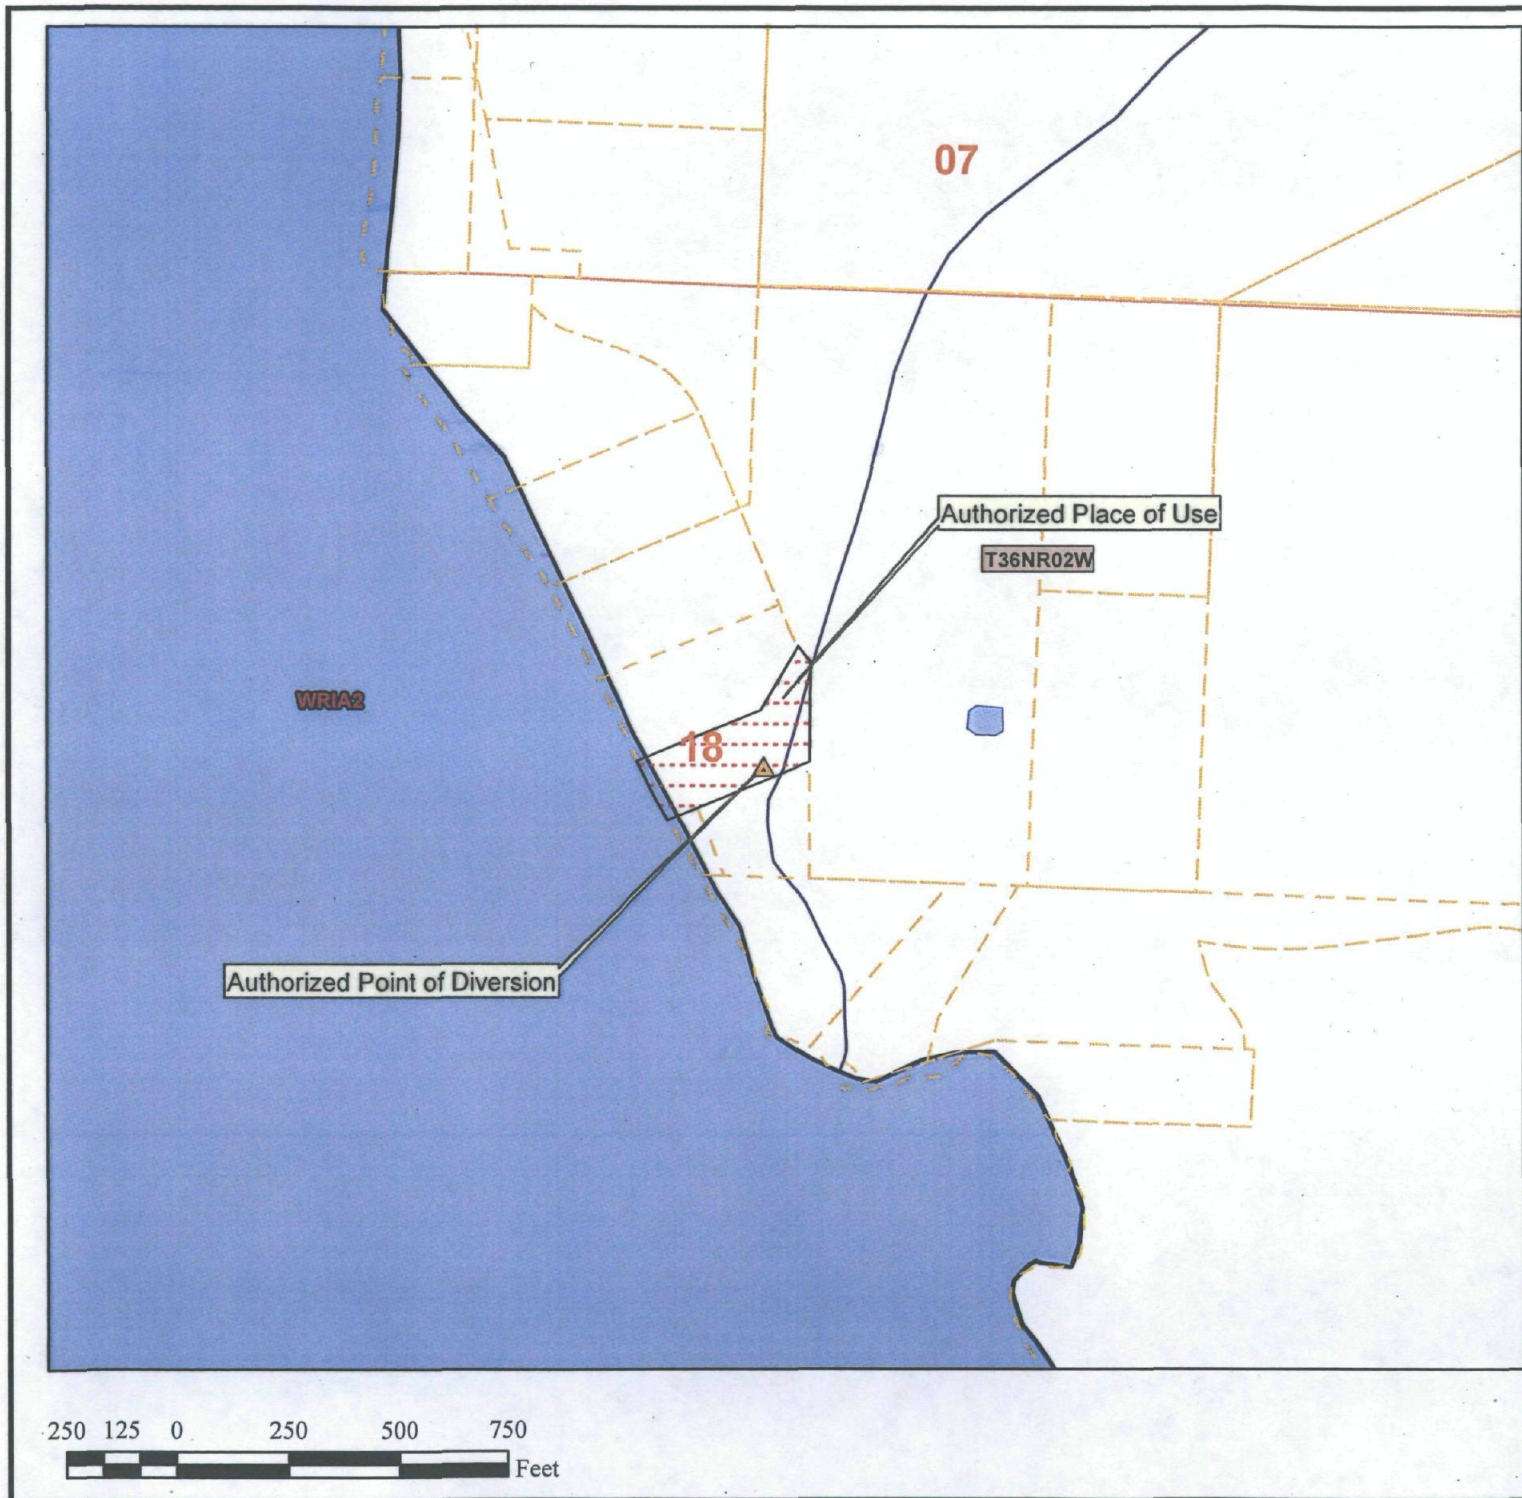 07
Authorized Place of Use
T36NR02W
WRIA2
18
Authorized Point of Diversion
250 125 0 250 500 750
Feet